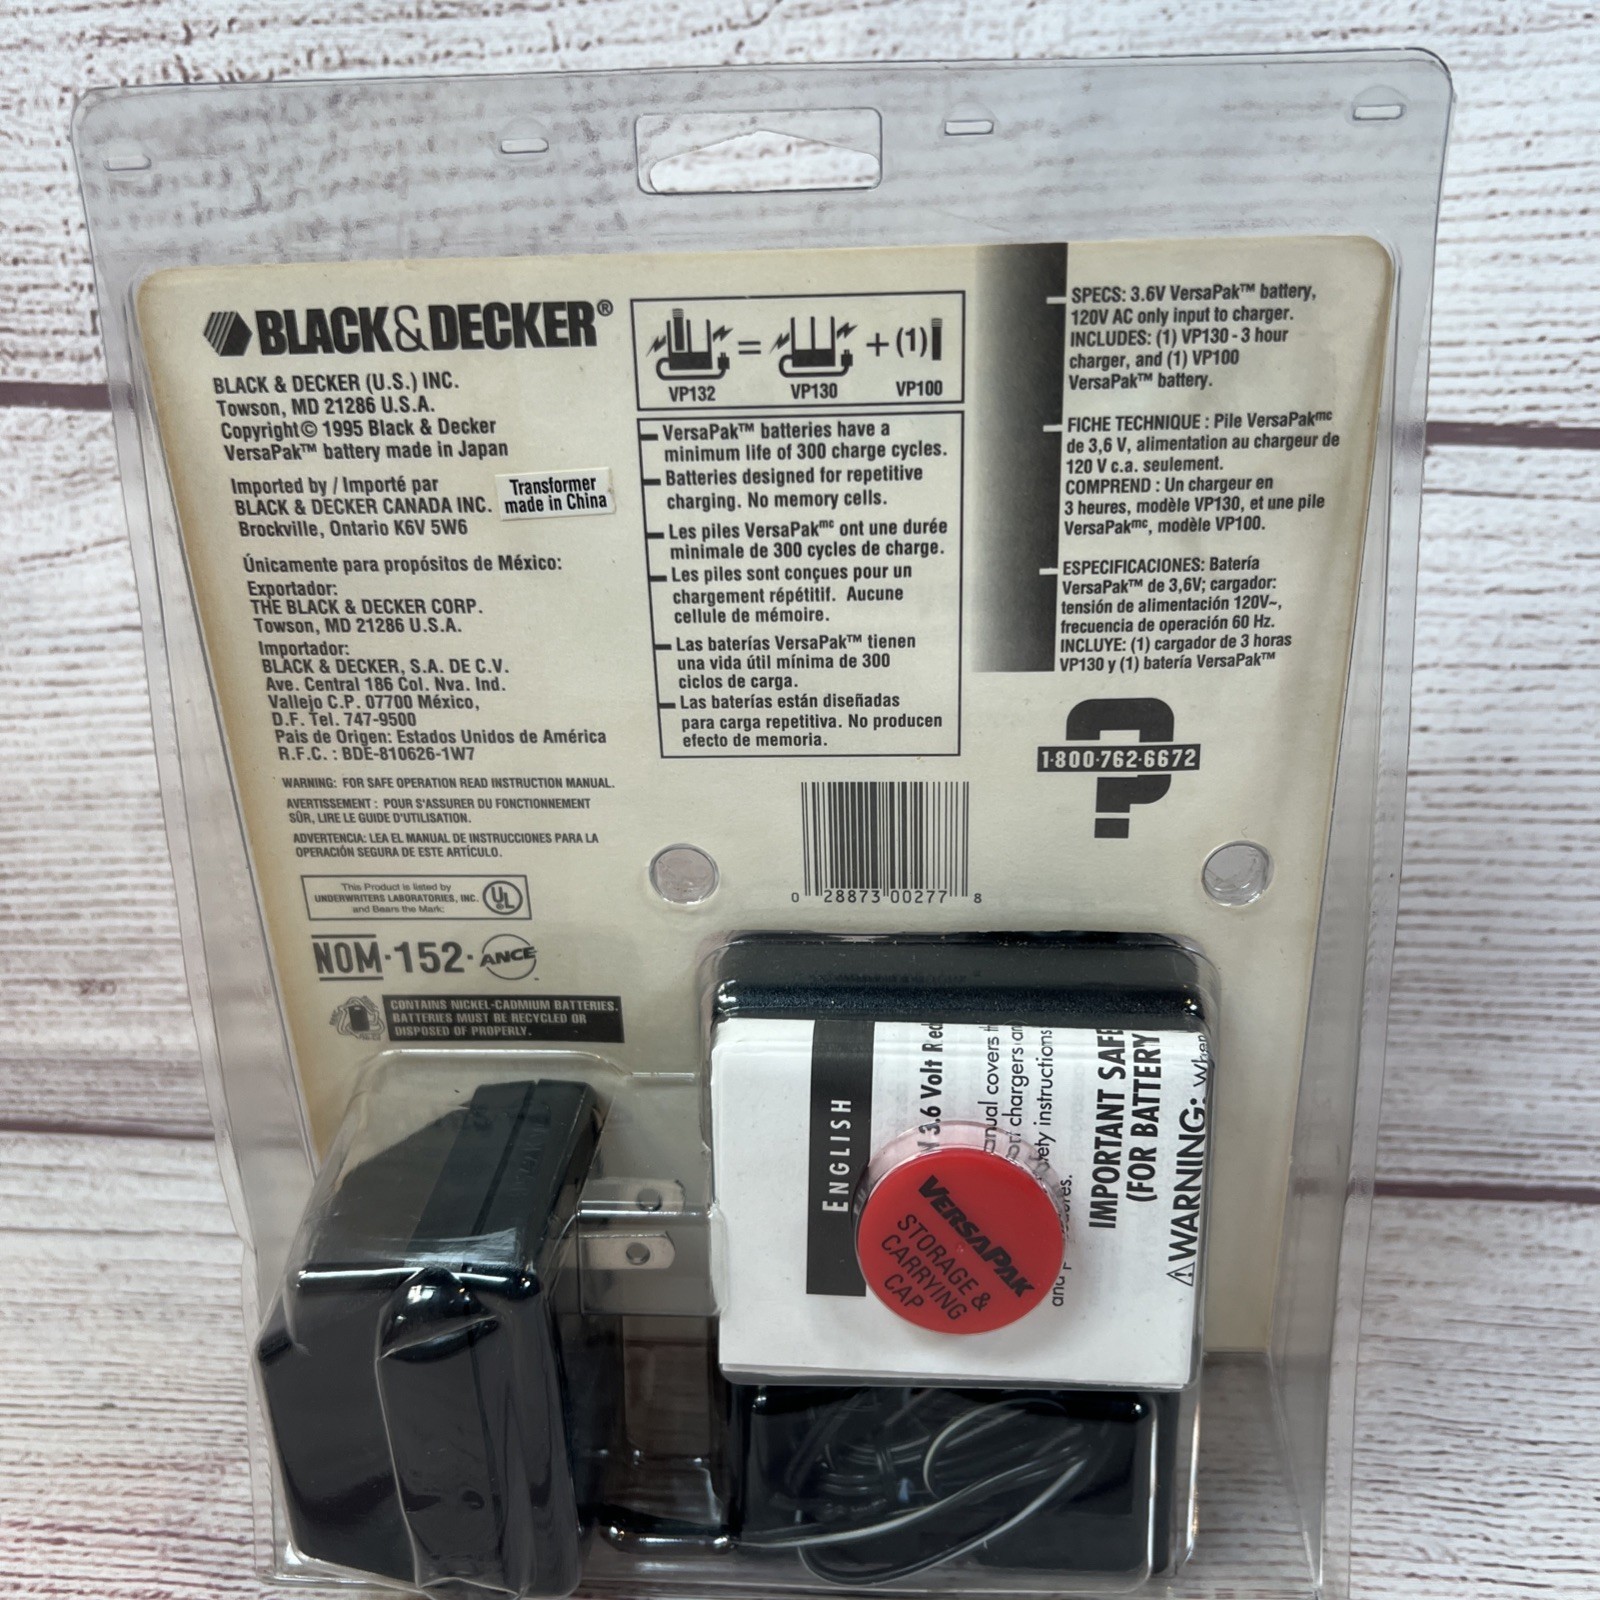 BLACK&DECKER®
BLACK & DECKER (U.S.) INC.
Towson, MD 21286 U.S.A.
Copyright© 1995 Black & Decker
VersaPak™ battery made in Japan
Imported by / Importé par
BLACK & DECKER CANADA INC.
Brockville, Ontario K6V 5W6
Transformer
made in China
Únicamente para propósitos de México:
Exportador:
THE BLACK & DECKER CORP.
Towson, MD 21286 U.S.A.
Importador:
BLACK & DECKER, S.A. DE C.V.
Ave. Central 186 Col. Nva. Ind.
Vallejo C.P. 07700 México,
D.F. Tel. 747-9500
Pais de Origen: Estados Unidos de América
R.F.C. : BDE-810626-1W7
WARNING: FOR SAFE OPERATION READ INSTRUCTION MANUAL.
AVERTISSEMENT : POUR S'ASSURER DU FONCTIONNEMENT
SÛR, LIRE LE GUIDE D'UTILISATION.
ADVERTENCIA: LEA EL MANUAL DE INSTRUCCIONES PARA LA
OPERACIÓN SEGURA DE ESTE ARTÍCULO.
This Product is listed by
UNDERWRITERS LABORATORIES, INC.
and Bears the Mark:
UL
NOM-152-ANCE
CONTAINS NICKEL-CADMIUM BATTERIES.
BATTERIES MUST BE RECYCLED OR
DISPOSED OF PROPERLY.
= + (1)
VP132 VP130 VP100
VersaPak™ batteries have a
minimum life of 300 charge cycles.
Batteries designed for repetitive
charging. No memory cells.
Les piles VersaPakmc ont une durée
minimale de 300 cycles de charge.
Les piles sont conçues pour un
chargement répétitif. Aucune
cellule de mémoire.
Las baterías VersaPak™ tienen
una vida útil mínima de 300
ciclos de carga.
Las baterías están diseñadas
para carga repetitiva. No producen
efecto de memoria.
0 28873 00277 8
SPECS: 3.6V VersaPak™ battery,
120V AC only input to charger.
INCLUDES: (1) VP130 - 3 hour
charger, and (1) VP100
VersaPak™ battery.
FICHE TECHNIQUE : Pile VersaPakmc
de 3,6 V, alimentation au chargeur de
120 V c.a. seulement.
COMPREND : Un chargeur en
3 heures, modèle VP130, et une pile
VersaPakmc, modèle VP100.
ESPECIFICACIONES: Batería
VersaPak™ de 3,6V; cargador:
tensión de alimentación 120V~,
frecuencia de operación 60 Hz.
INCLUYE: (1) cargador de 3 horas
VP130 y (1) batería VersaPak™
?
1-800-762-6672
ENGLISH
3.6 Volt
covers
chargers
instructions
IMPORTANT SAFE
(FOR BATTERY
⚠WARNING: When
VERSAPAK
STORAGE &
CARRYING
CAP